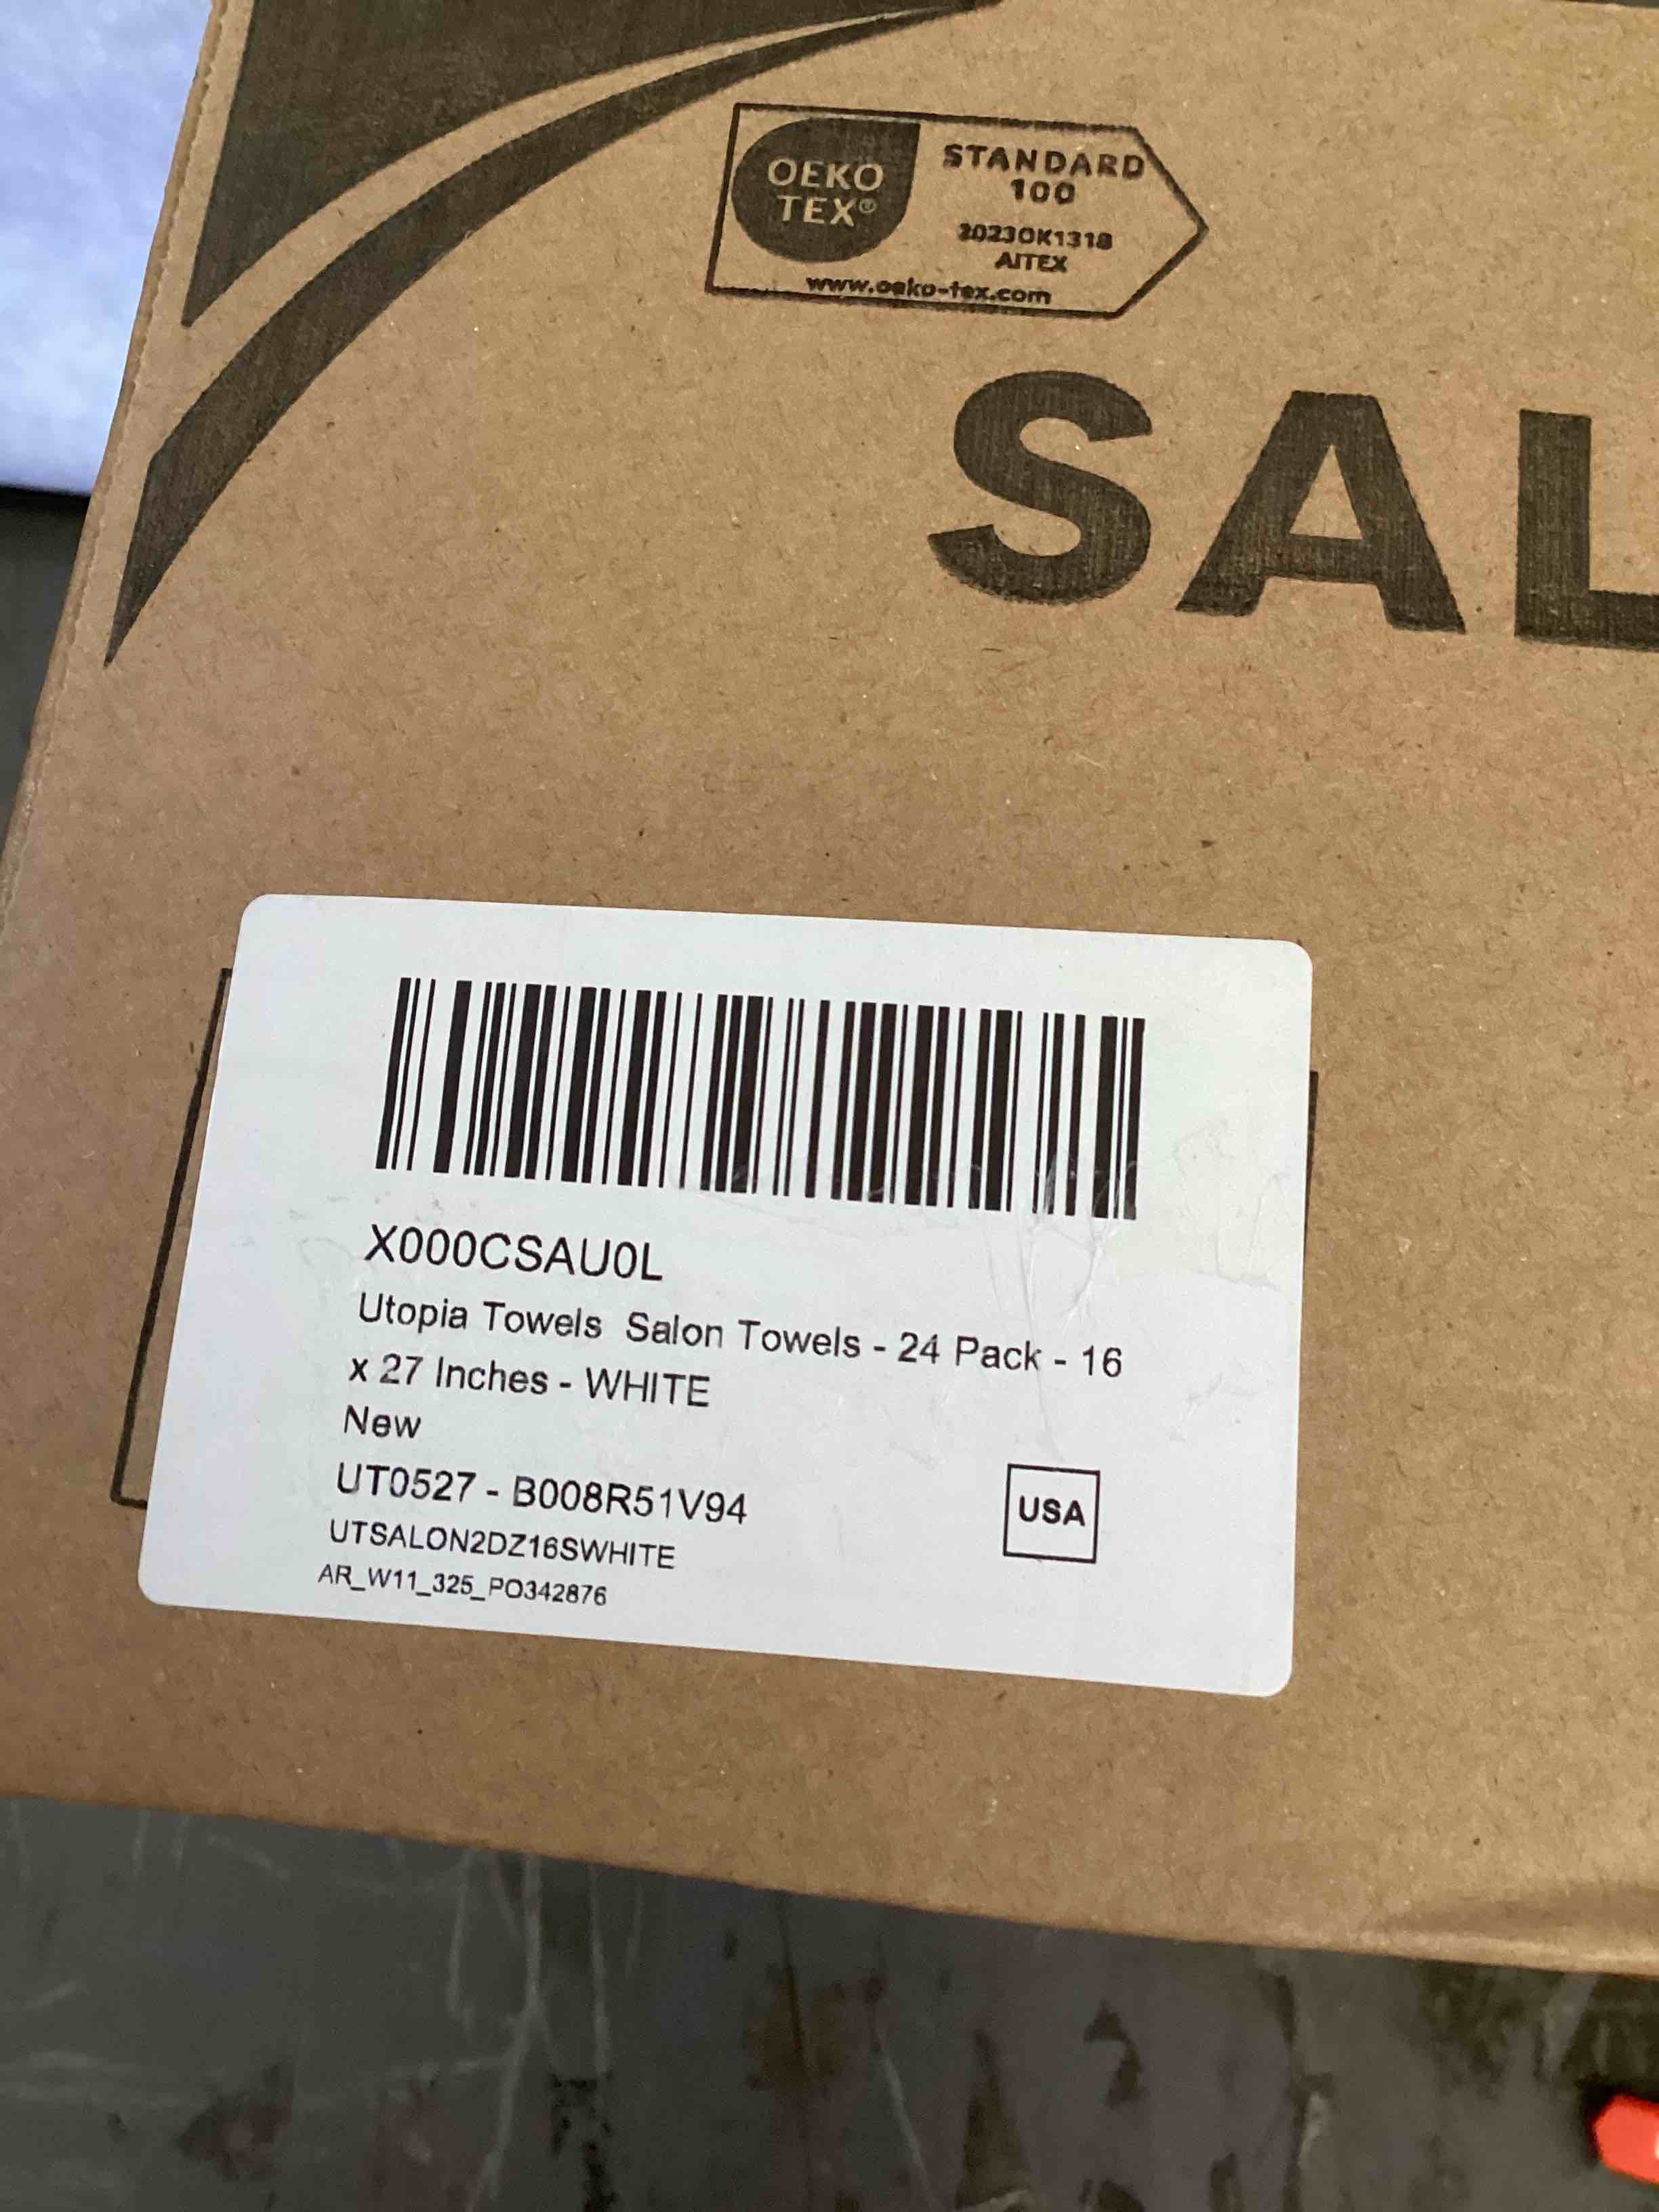 OEKO
TEX®
STANDARD
100
2023OK1318
AITEX
www.oeko-tex.com
SAL
X000CSAU0L
Utopia Towels Salon Towels - 24 Pack - 16
x 27 Inches - WHITE
New
UT0527 - B008R51V94
USA
UTSALON2DZ16SWHITE
AR_W11_325_PO342876